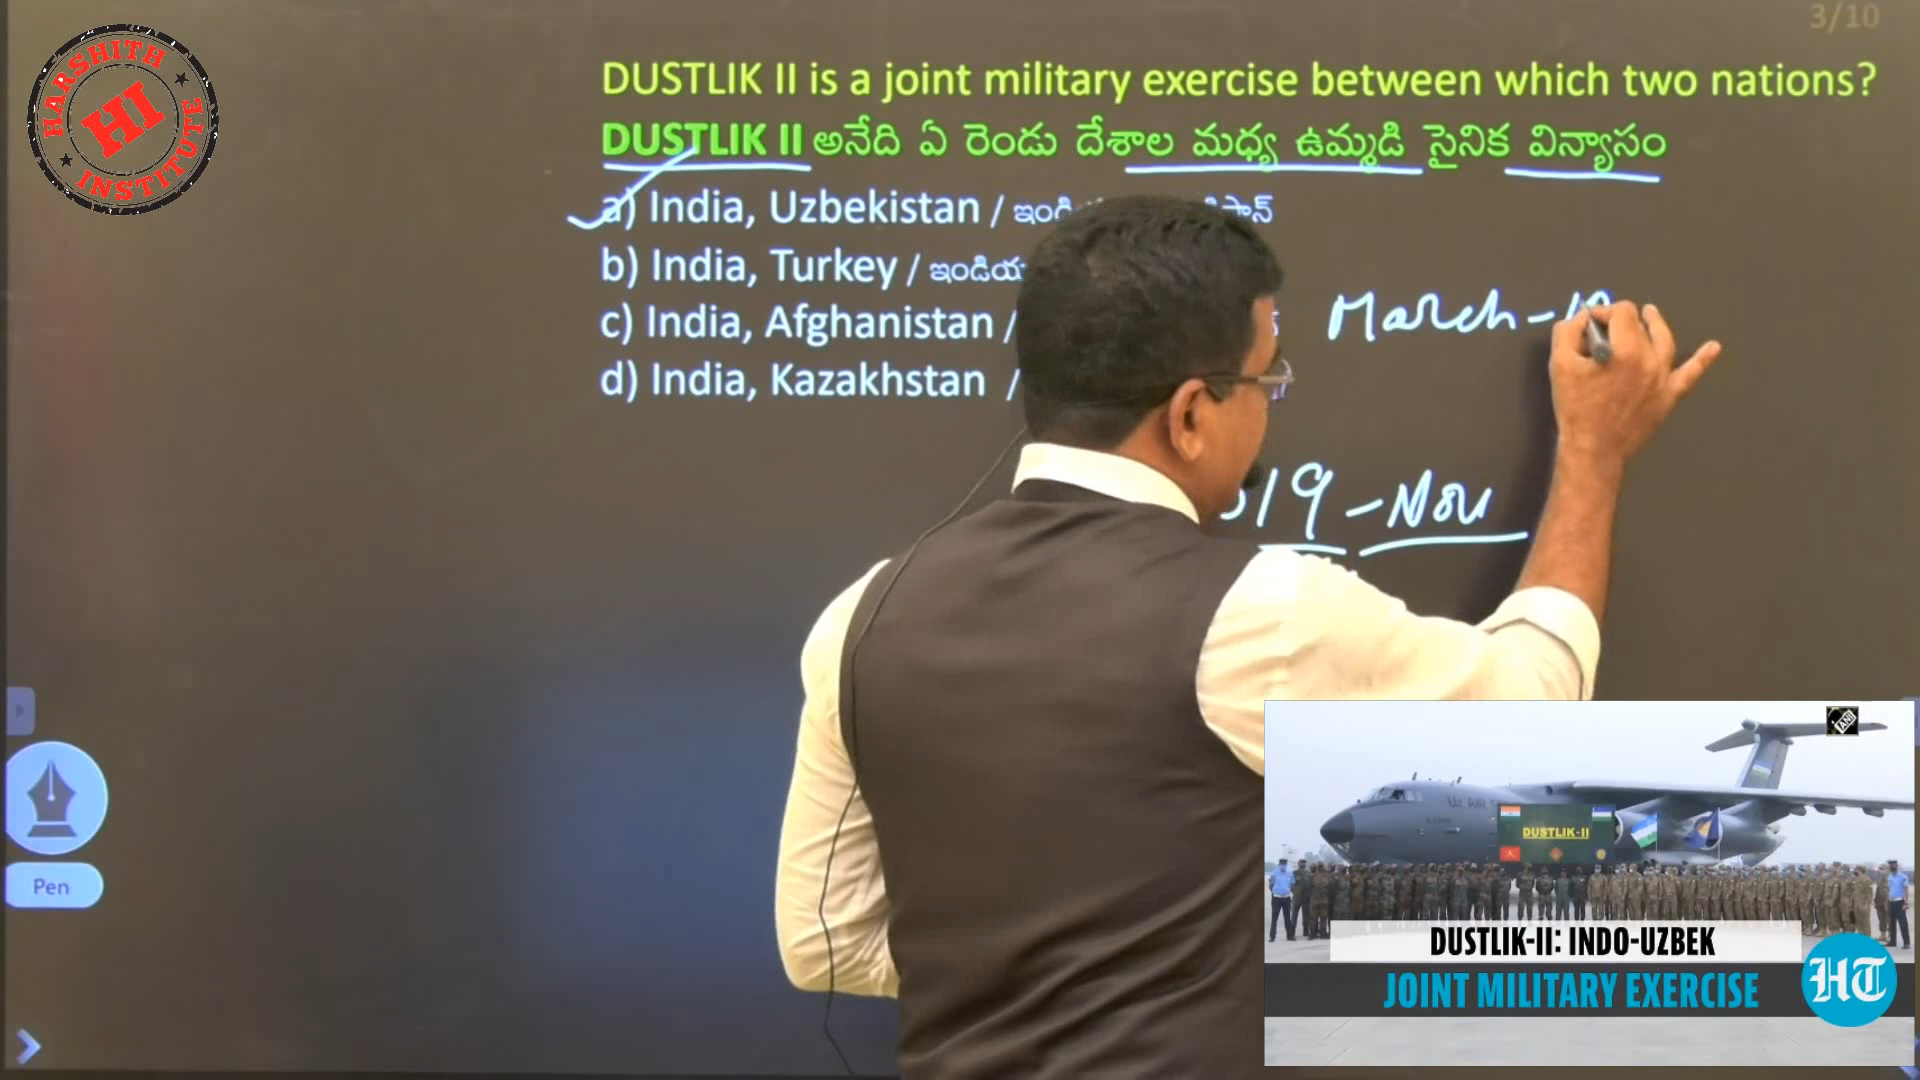 3/10
HARSHITH
HI
INSTITUTE
DUSTLIK II is a joint military exercise between which two nations?
DUSTLIK II అనేది ఏ రెండు దేశాల మధ్య ఉమ్మడి సైనిక విన్యాసం
a) India, Uzbekistan /
b) India, Turkey / ఇండియా
c) India, Afghanistan /
d) India, Kazakhstan /
March -
19 - Nov
Pen
ANI
DUSTLIK-II
DUSTLIK-II: INDO-UZBEK
JOINT MILITARY EXERCISE
HT